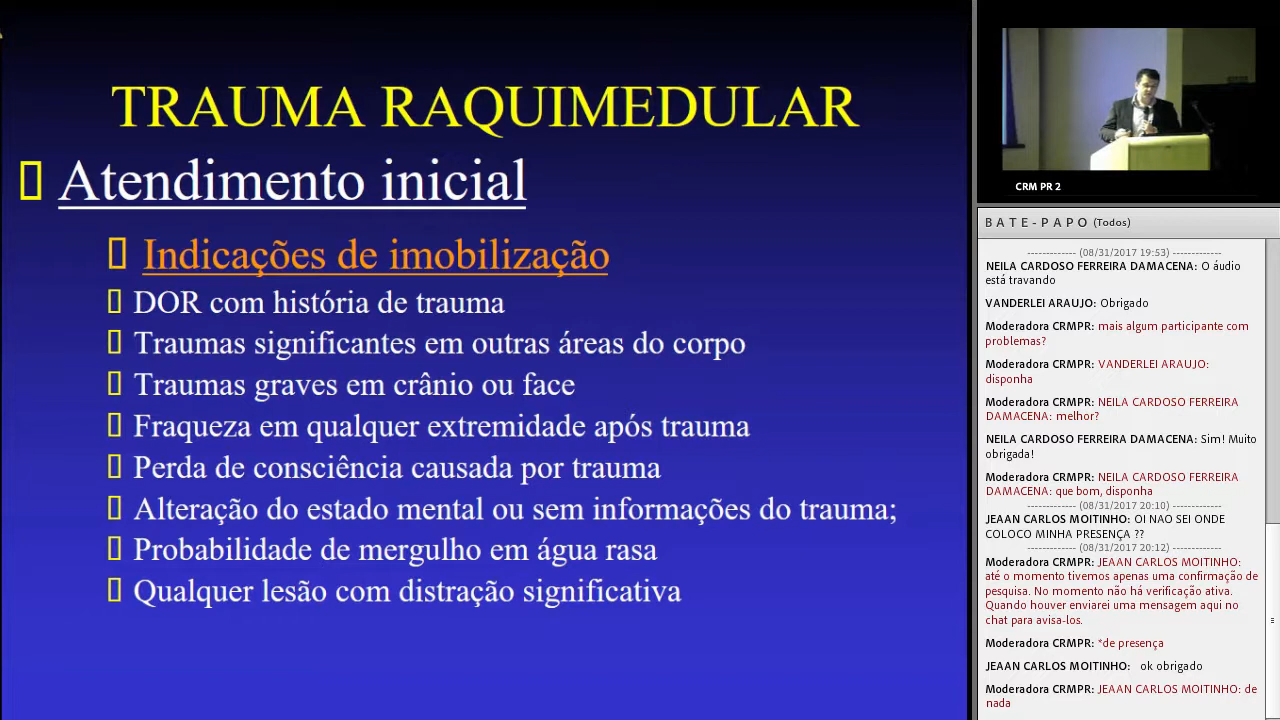 TRAUMA RAQUIMEDULAR
Atendimento inicial
Indicações de imobilização
DOR com história de trauma
Traumas significantes em outras áreas do corpo
Traumas graves em crânio ou face
Fraqueza em qualquer extremidade após trauma
Perda de consciência causada por trauma
Alteração do estado mental ou sem informações do trauma;
Probabilidade de mergulho em água rasa
Qualquer lesão com distração significativa
CRM PR 2
BATE-PAPO (Todos)
------------ (08/31/2017 19:53) ------------
NEILA CARDOSO FERREIRA DAMACENA: O áudio
está travando
VANDERLEI ARAUJO: Obrigado
Moderadora CRMPR: mais algum participante com
problemas?
Moderadora CRMPR: VANDERLEI ARAUJO:
disponha
Moderadora CRMPR: NEILA CARDOSO FERREIRA
DAMACENA: melhor?
NEILA CARDOSO FERREIRA DAMACENA: Sim! Muito
obrigada!
Moderadora CRMPR: NEILA CARDOSO FERREIRA
DAMACENA: que bom, disponha
------------ (08/31/2017 20:10) ------------
JEAAN CARLOS MOITINHO: OI NAO SEI ONDE
COLOCO MINHA PRESENÇA ??
------------ (08/31/2017 20:12) ------------
Moderadora CRMPR: JEAAN CARLOS MOITINHO:
até o momento tivemos apenas uma confirmação de
pesquisa. No momento não há verificação ativa.
Quando houver enviarei uma mensagem aqui no
chat para avisa-los.
Moderadora CRMPR: *de presença
JEAAN CARLOS MOITINHO: ok obrigado
Moderadora CRMPR: JEAAN CARLOS MOITINHO: de
nada